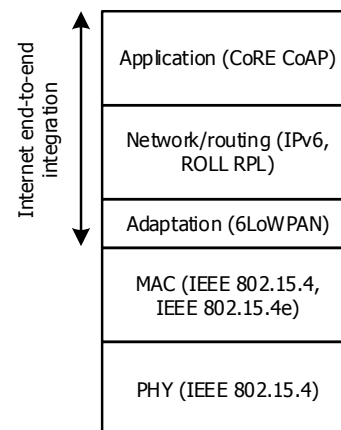 Internet end-to-end
integration
Application (CoRE CoAP)
Network/routing (IPv6,
ROLL RPL)
Adaptation (6LoWPAN)
MAC (IEEE 802.15.4,
IEEE 802.15.4e)
PHY (IEEE 802.15.4)